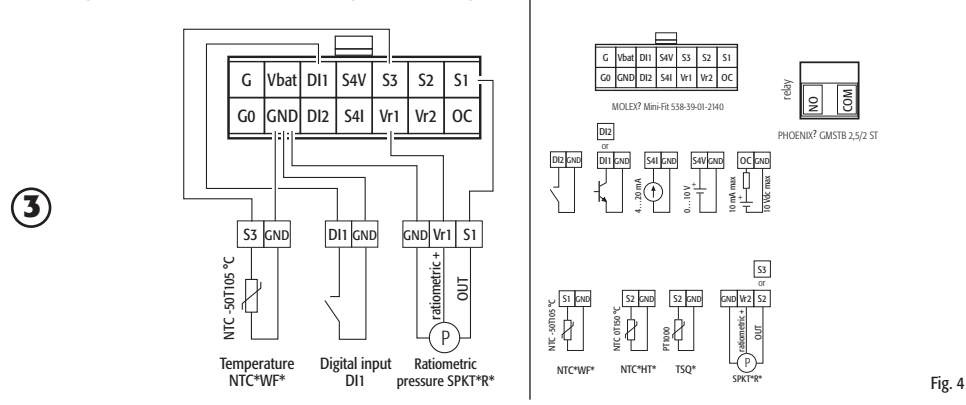 3
G Vbat DI1 S4V S3 S2 S1
G0 GND DI2 S4I Vr1 Vr2 OC
S3 GND
DI1 GND
GND Vr1 S1
NTC -50T105 °C
ratiometric +
OUT
P
Temperature
NTC*WF*
Digital input
DI1
Ratiometric
pressure SPKT*R*
G Vbat DI1 S4V S3 S2 S1
G0 GND DI2 S4I Vr1 Vr2 OC
MOLEX? Mini-Fit 538-39-01-2140
relay
NO
COM
PHOENIX? GMSTB 2,5/2 ST
DI2
or
DI2 GND
DI1 GND
S4I GND
S4V GND
OC GND
4...20 mA
0...10 V
+
10 mA max
+
10 Vdc max
S3
or
S1 GND
S2 GND
S2 GND
GND Vr2 S2
NTC -50T105 °C
NTC 0T150 °C
PT1000
ratiometric +
OUT
P
NTC*WF*
NTC*HT*
TSQ*
SPKT*R*
Fig. 4